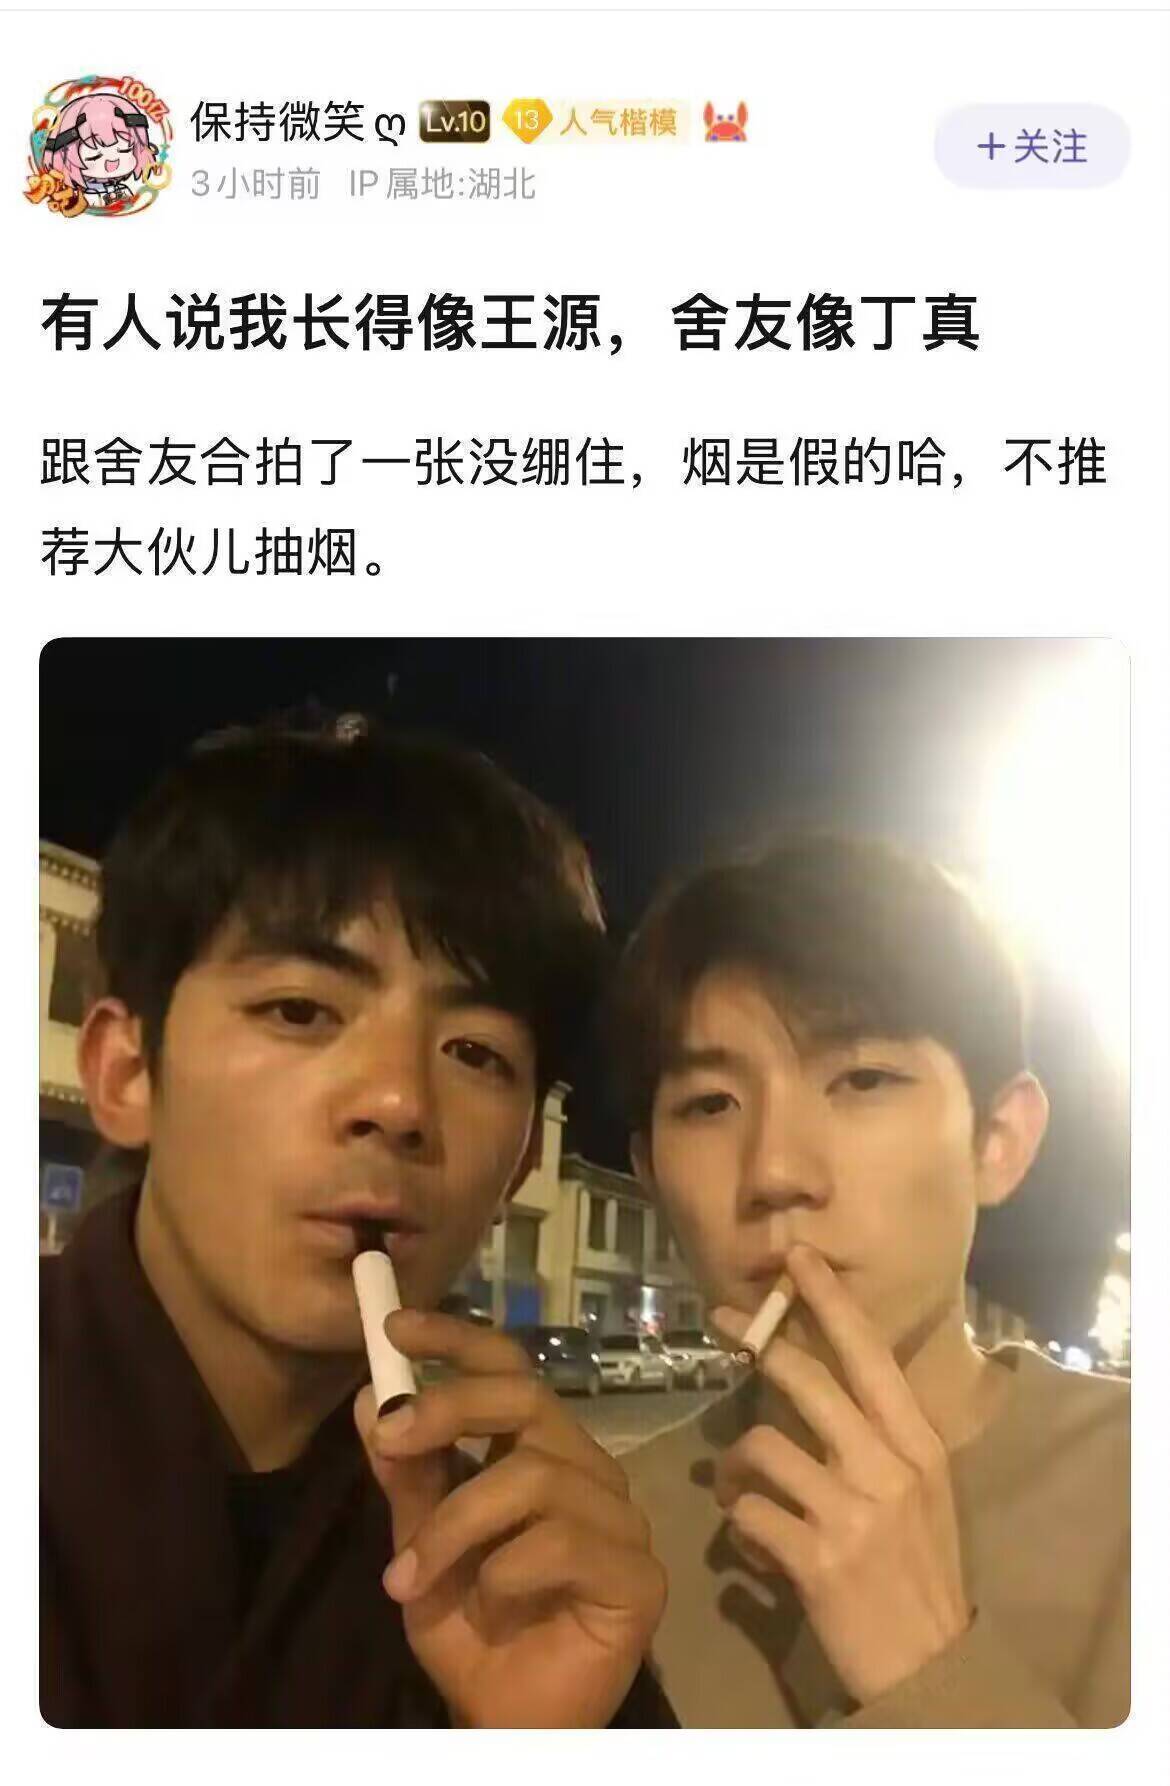 保持微笑ღ Lv.10 13 人气楷模
3小时前 IP属地:湖北
+关注
有人说我长得像王源，舍友像丁真
跟舍友合拍了一张没绷住，烟是假的哈，不推
荐大伙儿抽烟。